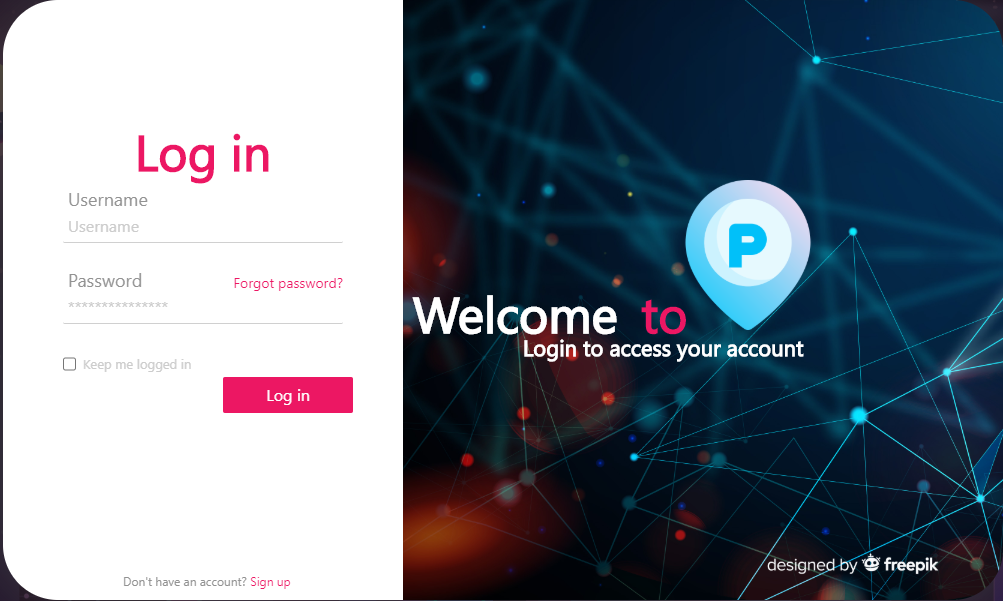 Log in
Username
Username
Password
Forgot password?
***************
Keep me logged in
Log in
Don't have an account? Sign up
P
Welcome to
Login to access your account
designed by freepik